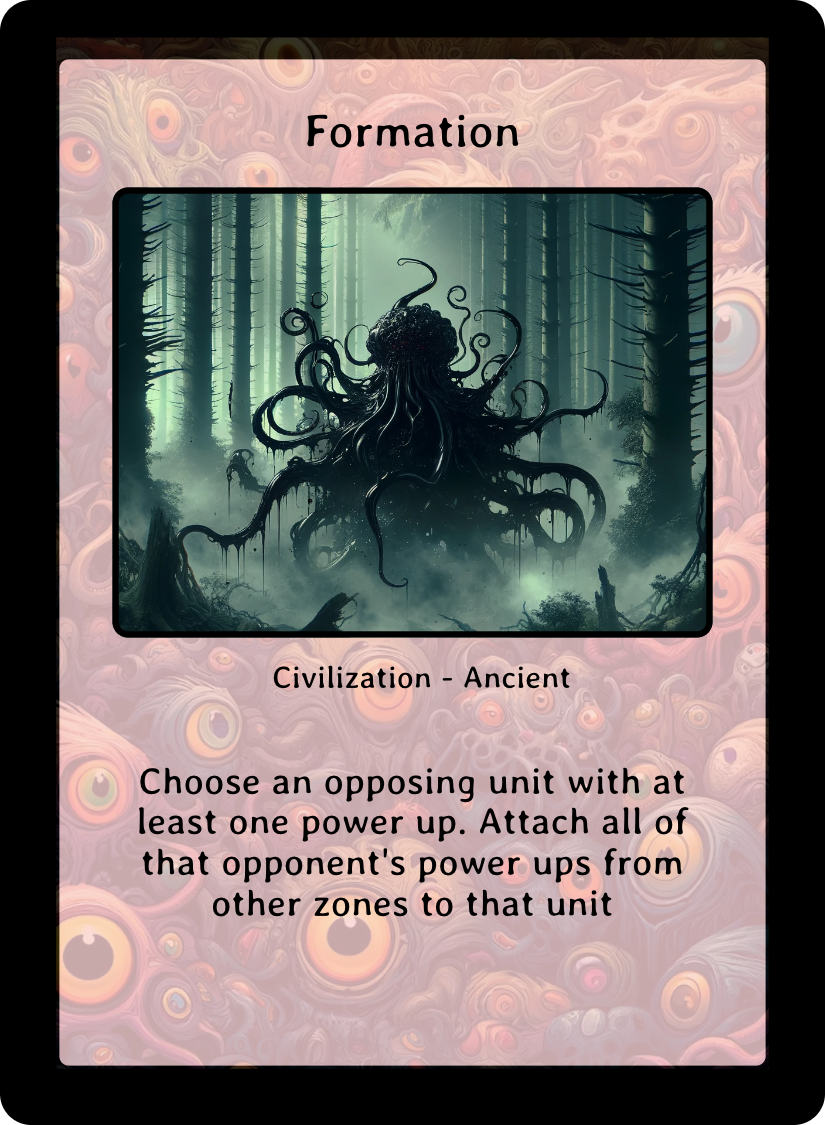 Formation
Civilization - Ancient
Choose an opposing unit with at
least one power up. Attach all of
that opponent's power ups from
other zones to that unit